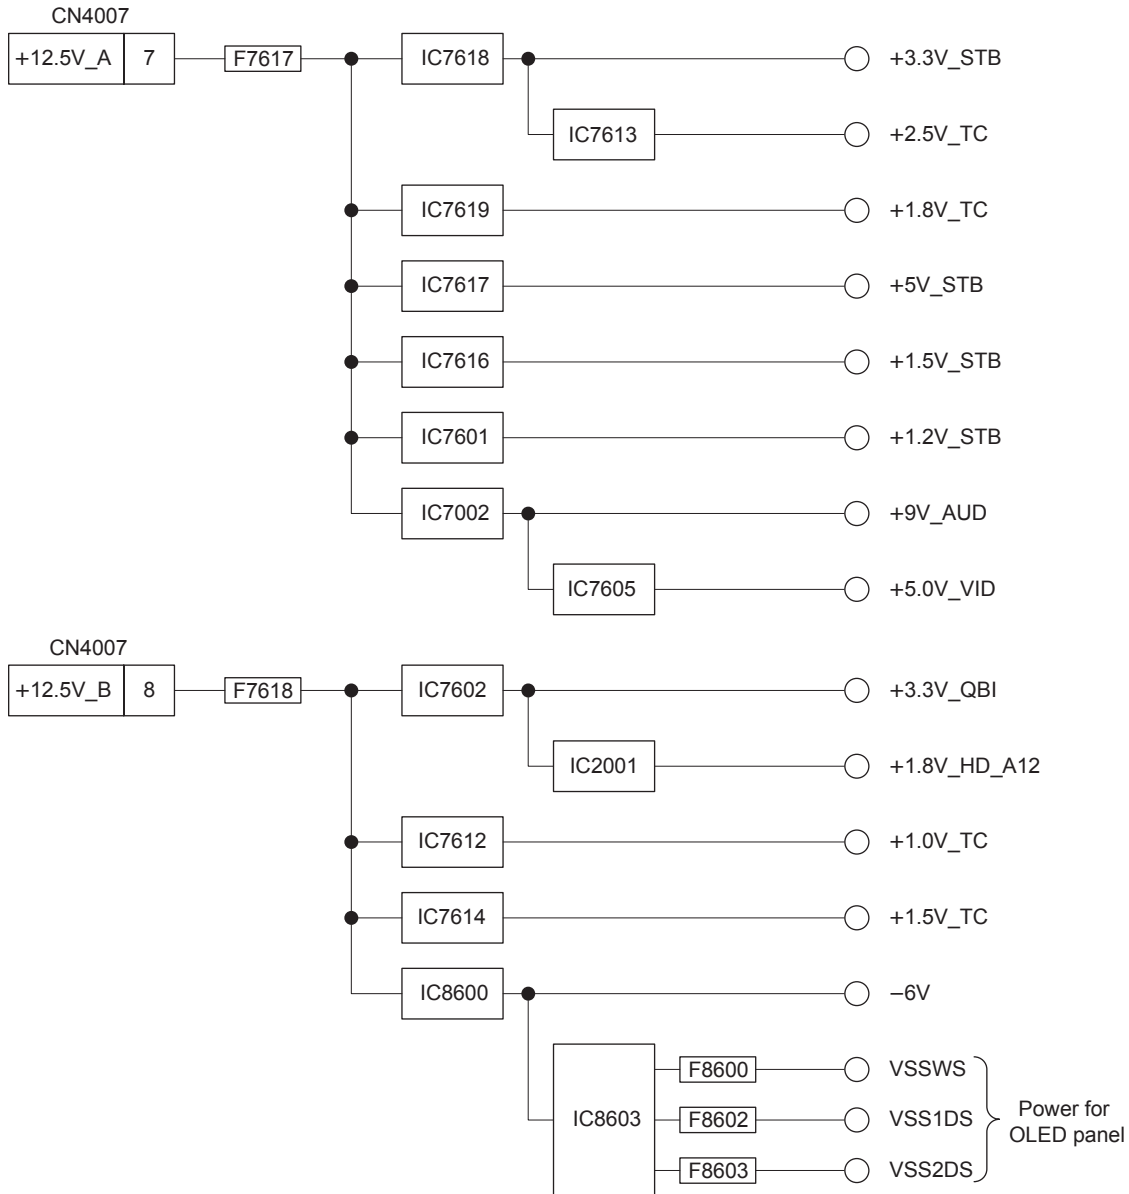 CN4007
+12.5V_A 7 F7617 IC7618 +3.3V_STB
IC7613 +2.5V_TC
IC7619 +1.8V_TC
IC7617 +5V_STB
IC7616 +1.5V_STB
IC7601 +1.2V_STB
IC7002 +9V_AUD
IC7605 +5.0V_VID
CN4007
+12.5V_B 8 F7618 IC7602 +3.3V_QBI
IC2001 +1.8V_HD_A12
IC7612 +1.0V_TC
IC7614 +1.5V_TC
IC8600 −6V
F8600 VSSWS
IC8603 F8602 VSS1DS
F8603 VSS2DS
Power for
OLED panel